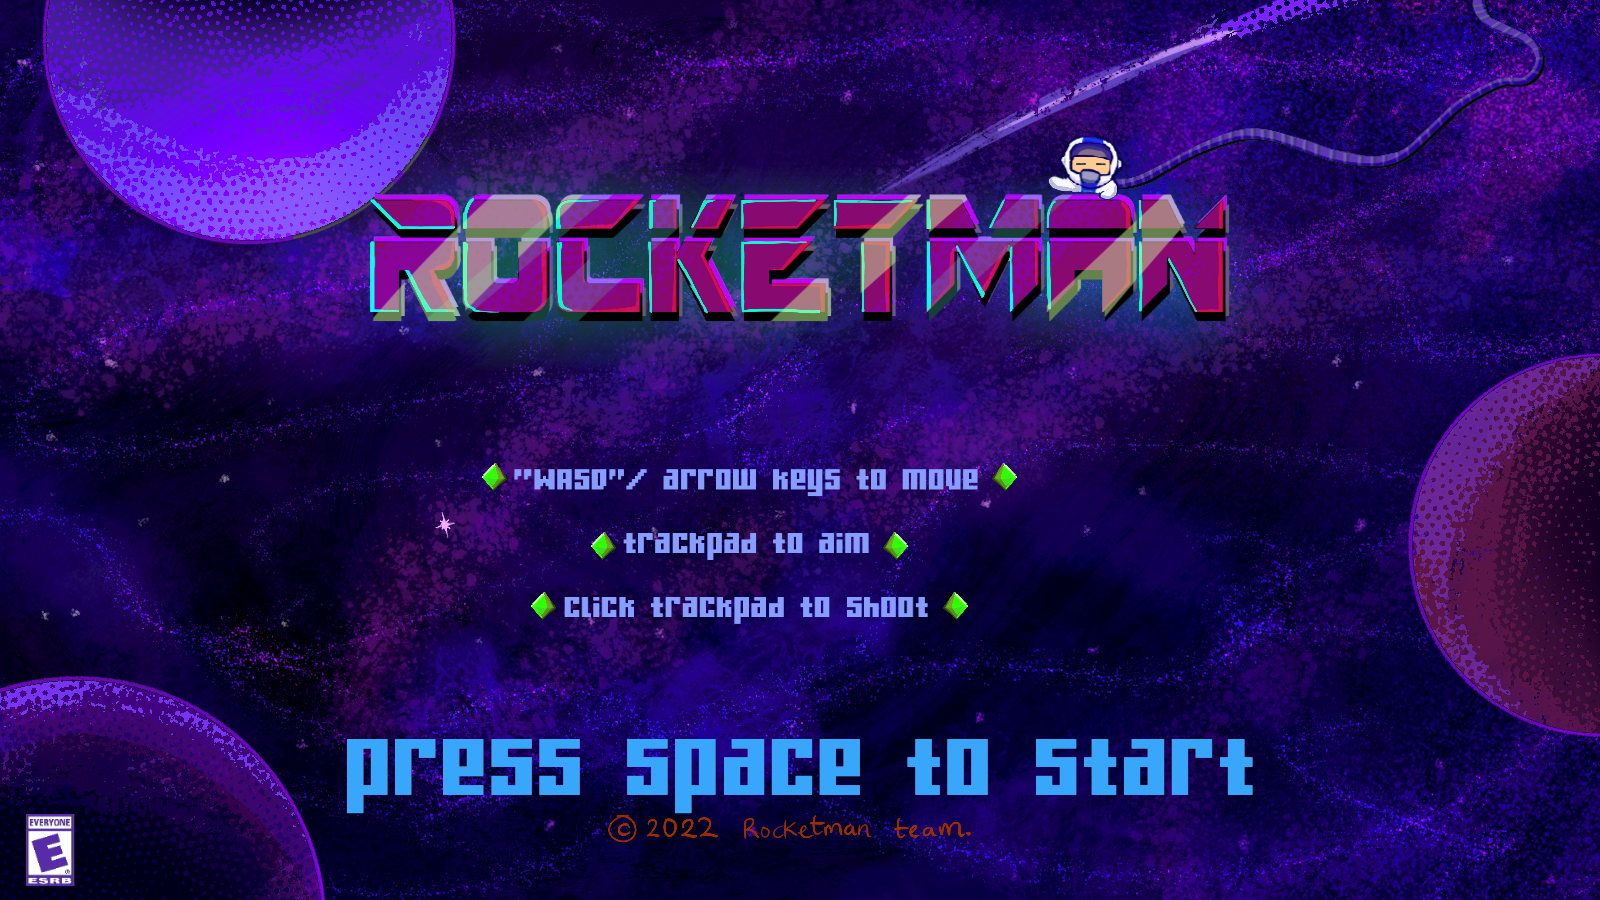 ROCKETMAN
"WASD"/ arrow keys to move
trackpad to aim
click trackpad to shoot
press space to start
© 2022 Rocketman team.
EVERYONE
E
ESRB